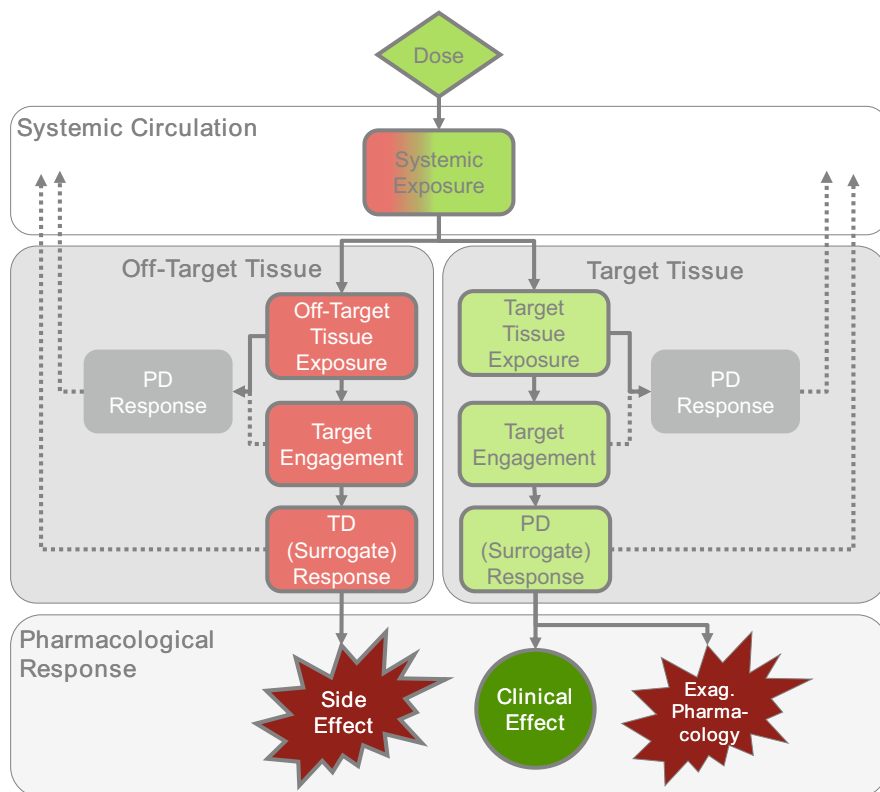 Dose
Systemic Circulation
Systemic
Exposure
Off-Target Tissue
Target Tissue
Off-Target
Tissue
Exposure
Target
Tissue
Exposure
PD
Response
PD
Response
Target
Engagement
Target
Engagement
TD
(Surrogate)
Response
PD
(Surrogate)
Response
Pharmacological
Response
Side
Effect
Clinical
Effect
Exag.
Pharma-
cology